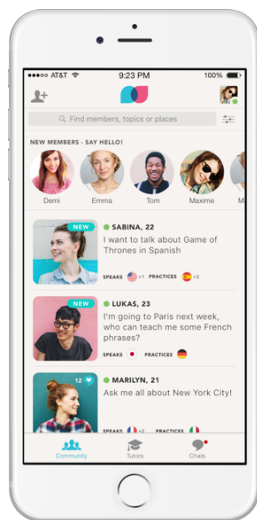 AT&T 9:23 PM 100%
Find members, topics or places
NEW MEMBERS - SAY HELLO!
Demi Emma Tom Maxime
NEW
SABINA, 22
I want to talk about Game of
Thrones in Spanish
SPEAKS +1 PRACTICES +3
NEW
LUKAS, 23
I'm going to Paris next week,
who can teach me some French
phrases?
SPEAKS PRACTICES
12
MARILYN, 21
Ask me all about New York City!
SPEAKS +2 PRACTICES
Community Tutors Chats